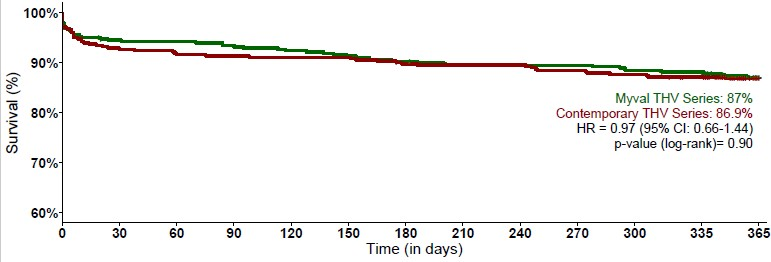 100%
90%
80%
70%
60%
Survival (%)
Myval THV Series: 87%
Contemporary THV Series: 86.9%
HR = 0.97 (95% CI: 0.66-1.44)
p-value (log-rank)= 0.90
0 30 60 90 120 150 180 210 240 270 300 335 365
Time (in days)